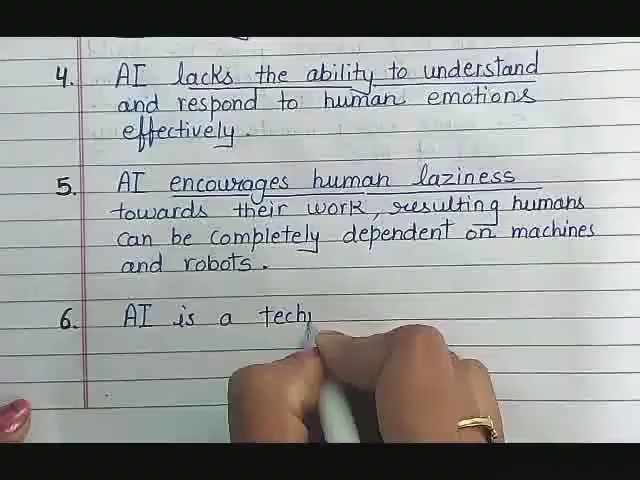 4. AI lacks the ability to understand
and respond to human emotions
effectively.
5. AI encourages human laziness
towards their work, resulting humans
can be completely dependent on machines
and robots.
6. AI is a tech